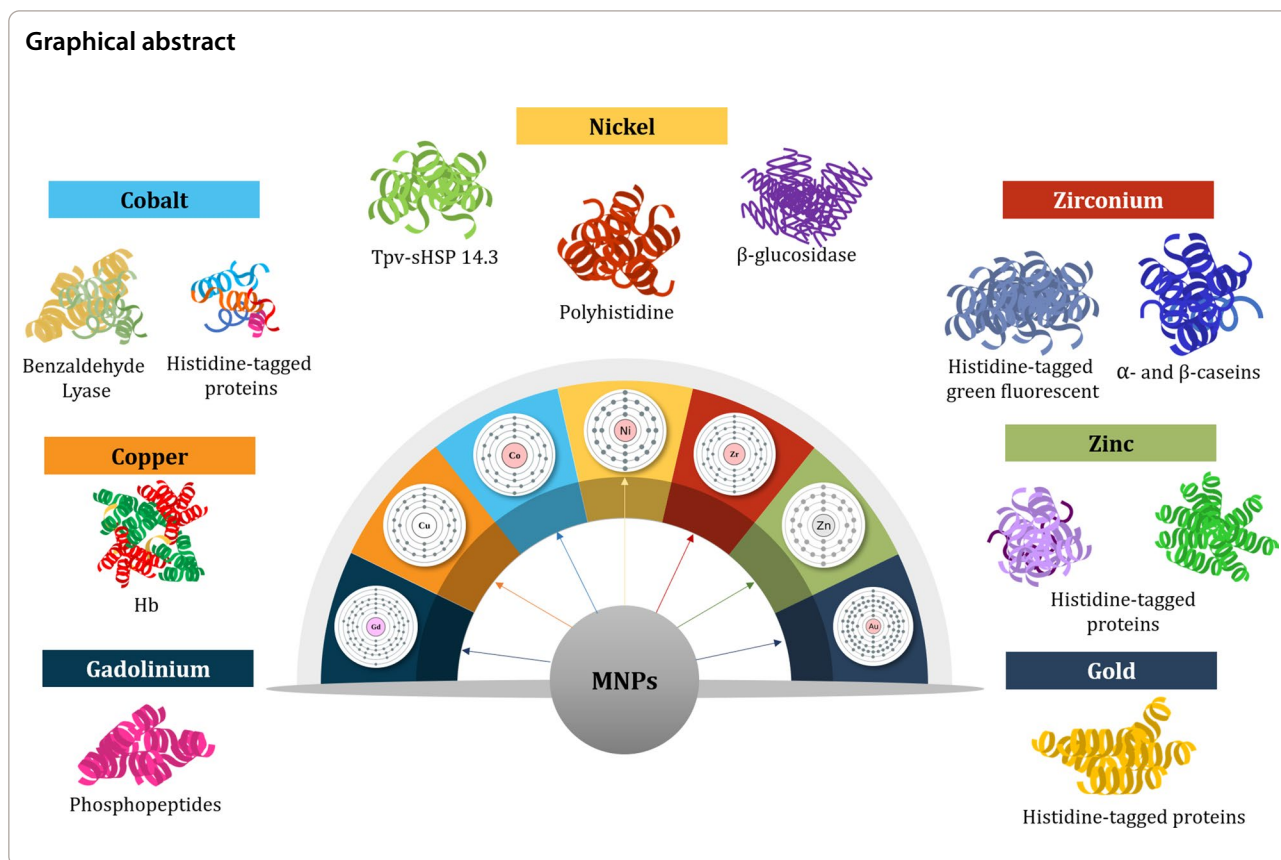 Graphical abstract
Nickel
Tpv-sHSP 14.3
Polyhistidine
β-glucosidase
Cobalt
Benzaldehyde
Lyase
Histidine-tagged
proteins
Zirconium
Histidine-tagged
green fluorescent
α- and β-caseins
Copper
Hb
Zinc
Histidine-tagged
proteins
Gadolinium
Phosphopeptides
Gold
Histidine-tagged proteins
Gd
Cu
Co
Ni
Zr
Zn
Au
MNPs